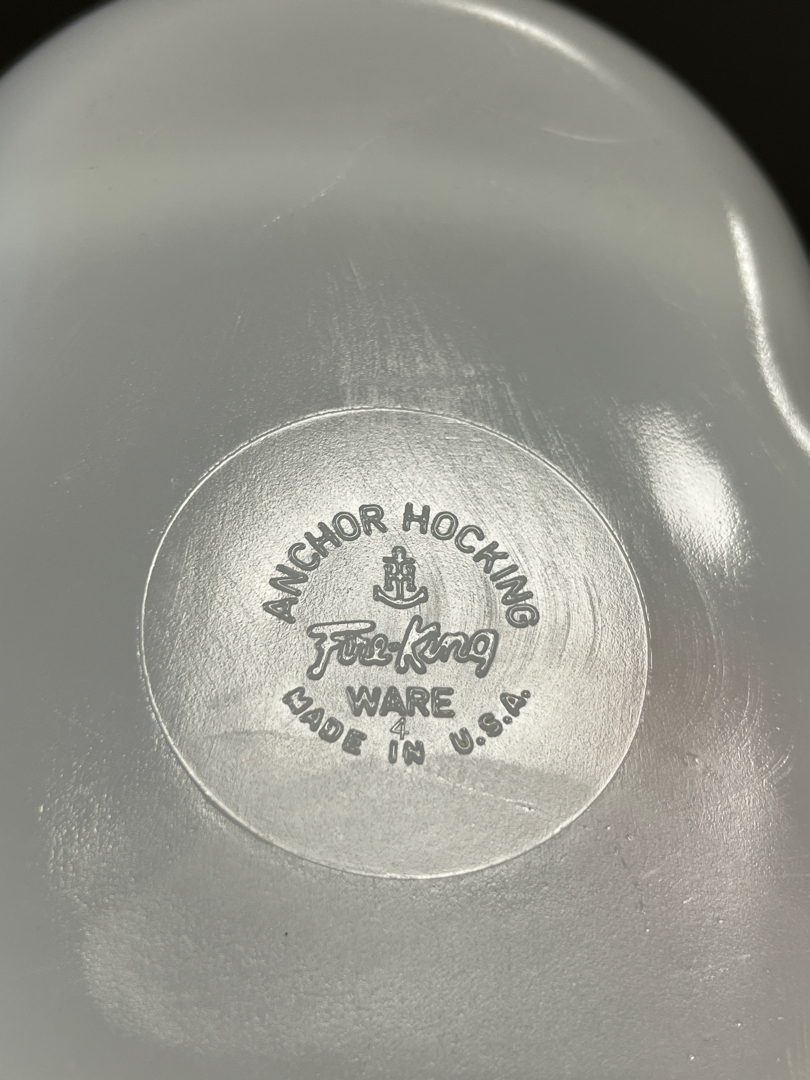 ANCHOR HOCKING
Fire-King
WARE
4
MADE IN U.S.A.